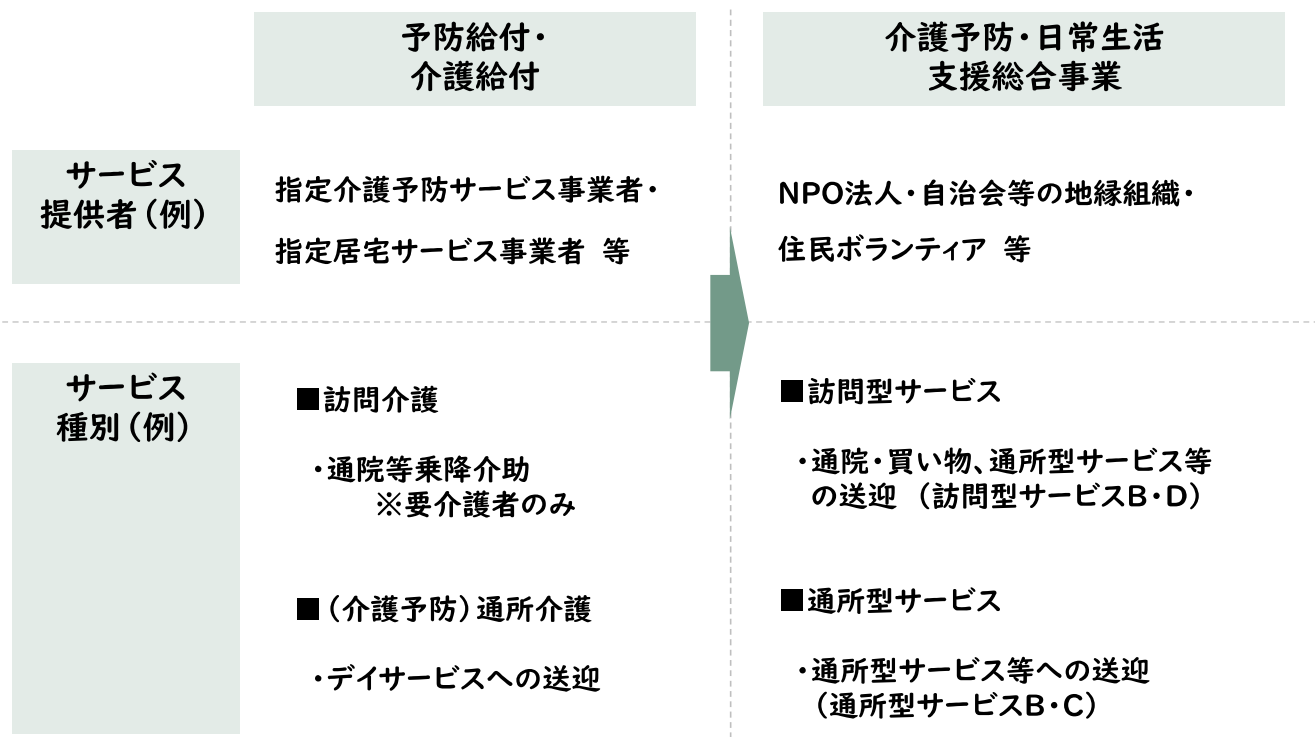 予防給付・
介護給付
介護予防・日常生活
支援総合事業
サービス
提供者（例）
指定介護予防サービス事業者・
指定居宅サービス事業者 等
NPO法人・自治会等の地縁組織・
住民ボランティア 等
サービス
種別（例）
■訪問介護
・通院等乗降介助
※要介護者のみ
■（介護予防）通所介護
・デイサービスへの送迎
■訪問型サービス
・通院・買い物、通所型サービス等
の送迎 （訪問型サービスB・D）
■通所型サービス
・通所型サービス等への送迎
（通所型サービスB・C）